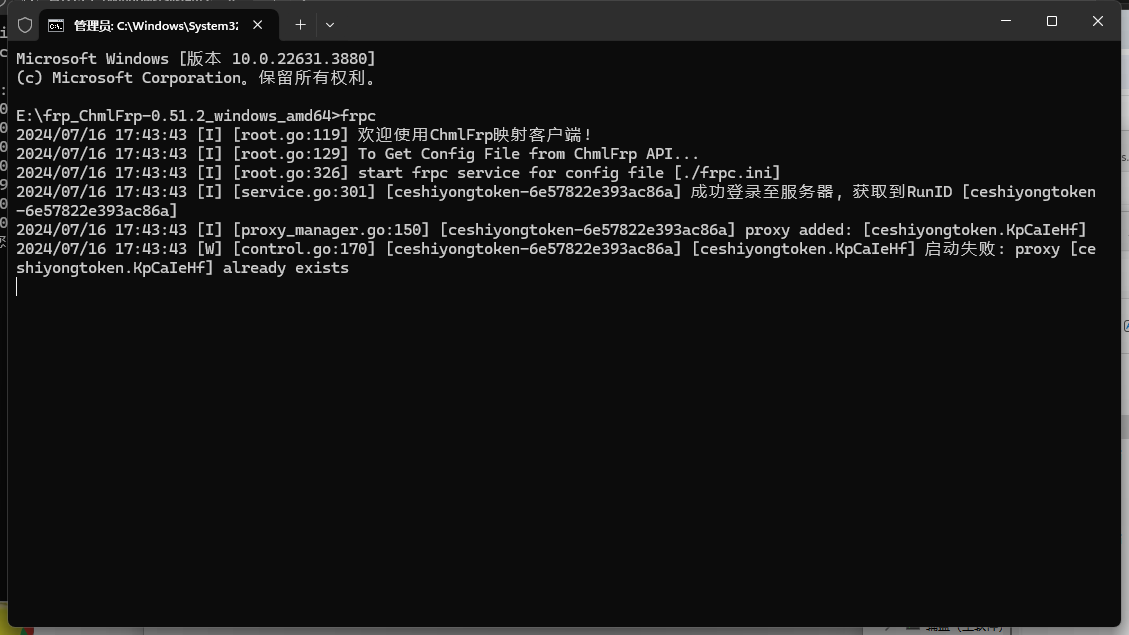 管理员: C:\Windows\System32
Microsoft Windows [版本 10.0.22631.3880]
(c) Microsoft Corporation。保留所有权利。
E:\frp_ChmlFrp-0.51.2_windows_amd64>frpc
2024/07/16 17:43:43 [I] [root.go:119] 欢迎使用ChmlFrp映射客户端!
2024/07/16 17:43:43 [I] [root.go:129] To Get Config File from ChmlFrp API...
2024/07/16 17:43:43 [I] [root.go:326] start frpc service for config file [./frpc.ini]
2024/07/16 17:43:43 [I] [service.go:301] [ceshiyongtoken-6e57822e393ac86a] 成功登录至服务器, 获取到RunID [ceshiyongtoken
-6e57822e393ac86a]
2024/07/16 17:43:43 [I] [proxy_manager.go:150] [ceshiyongtoken-6e57822e393ac86a] proxy added: [ceshiyongtoken.KpCaIeHf]
2024/07/16 17:43:43 [W] [control.go:170] [ceshiyongtoken-6e57822e393ac86a] [ceshiyongtoken.KpCaIeHf] 启动失败: proxy [ce
shiyongtoken.KpCaIeHf] already exists